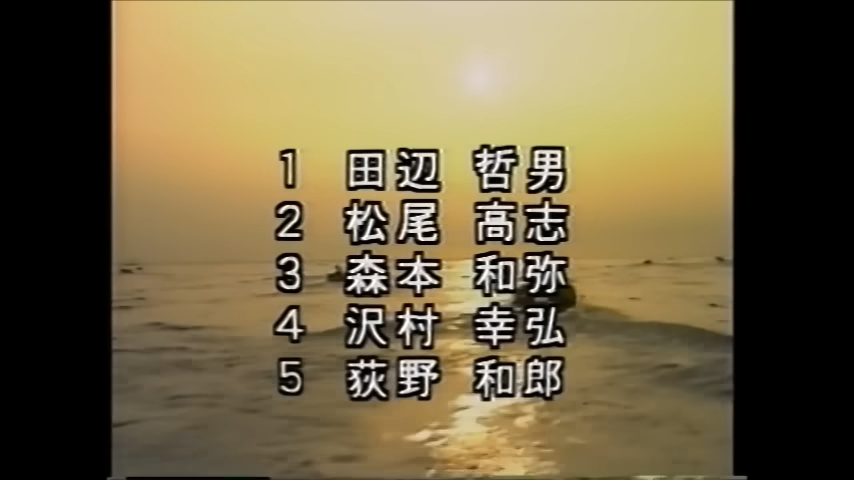 1 田辺 哲男
2 松尾 高志
3 森本 和弥
4 沢村 幸弘
5 荻野 和郎